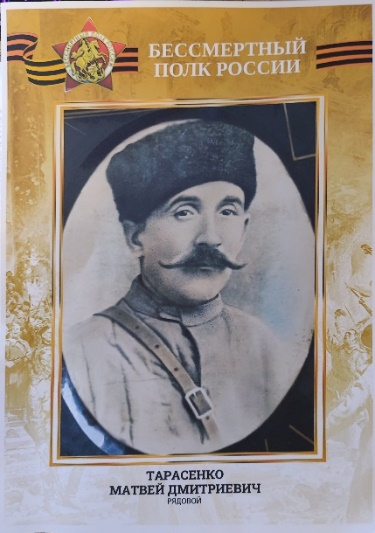 БЕССМЕРТНЫЙ
ПОЛК РОССИИ
ТАРАСЕНКО
МАТВЕЙ ДМИТРИЕВИЧ
РЯДОВОЙ